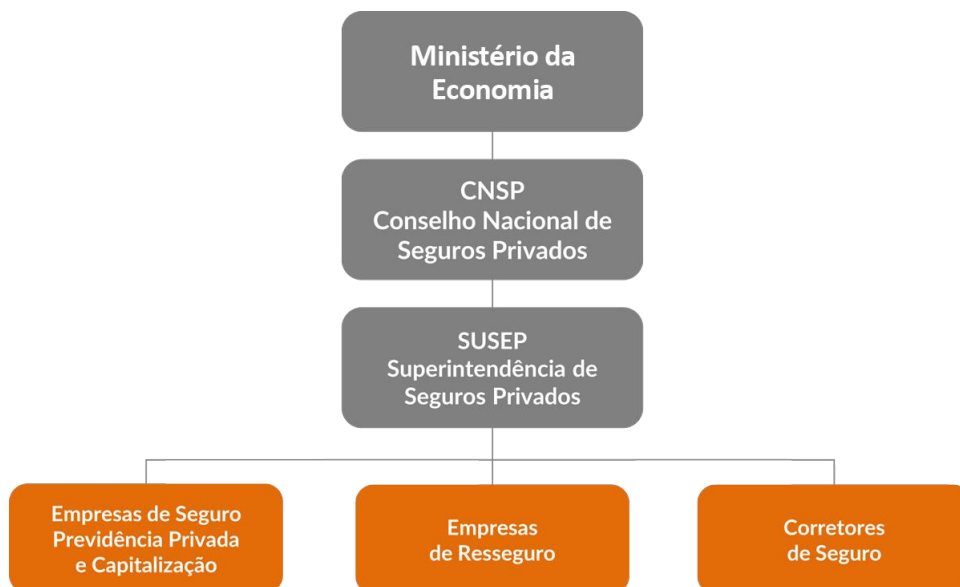 Ministério da
Economia
CNSP
Conselho Nacional de
Seguros Privados
SUSEP
Superintendência de
Seguros Privados
Empresas de Seguro
Previdência Privada
e Capitalização
Empresas
de Resseguro
Corretores
de Seguro